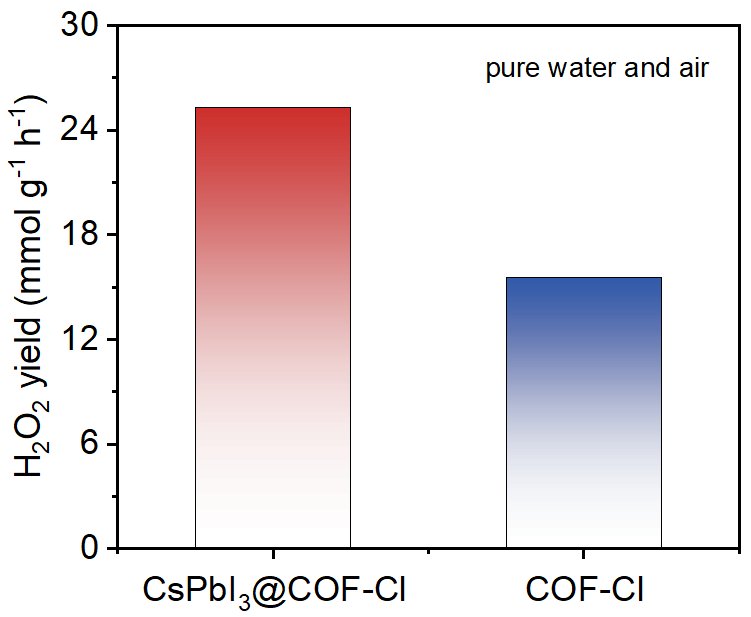 30
24
18
12
6
0
H₂O₂ yield (mmol g⁻¹ h⁻¹)
pure water and air
CsPbI₃@COF-Cl
COF-Cl